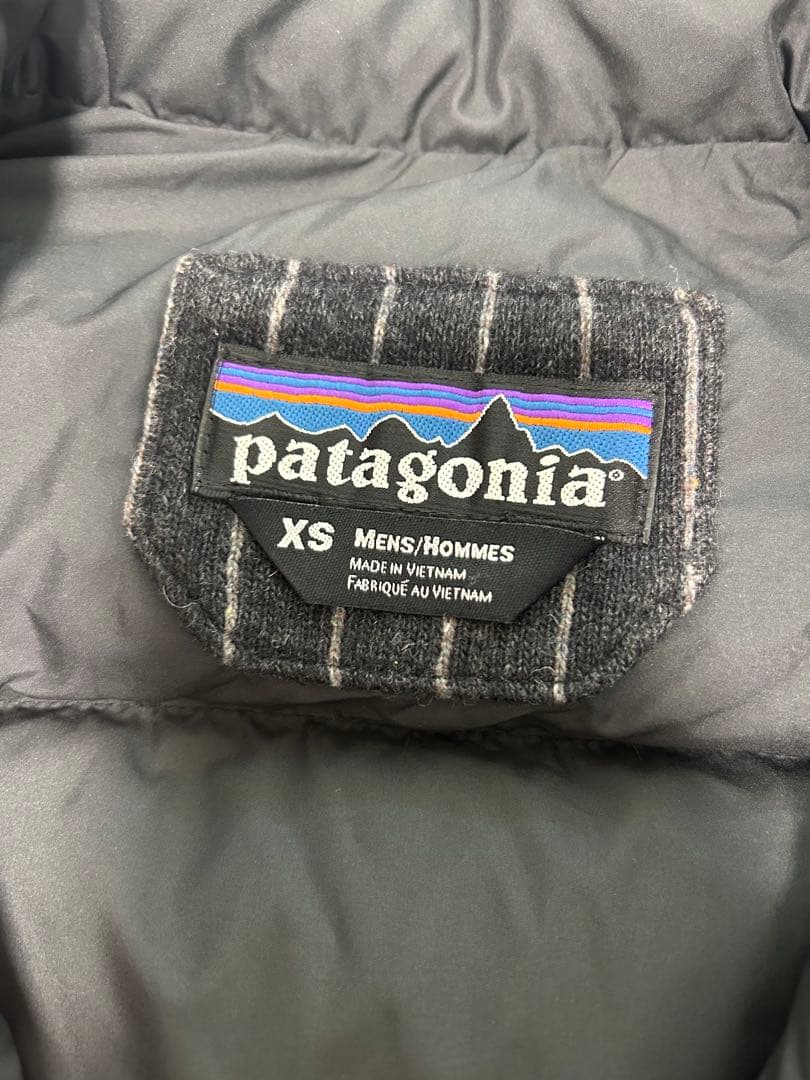 patagonia®
XS MENS/HOMMES
MADE IN VIETNAM
FABRIQUÉ AU VIETNAM